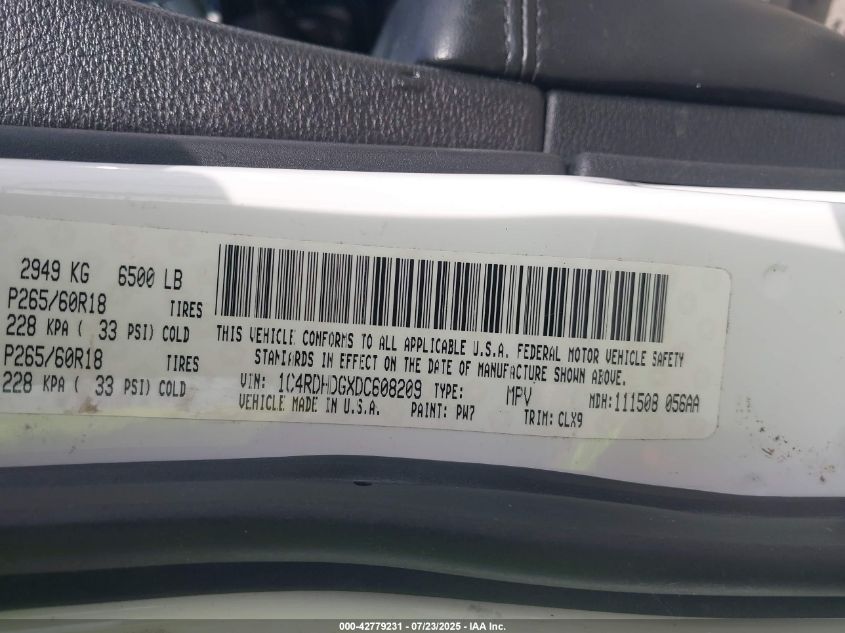 2949 KG 6500 LB
P265/60R18 TIRES
228 KPA ( 33 PSI) COLD
P265/60R18 TIRES
228 KPA ( 33 PSI) COLD
THIS VEHICLE CONFORMS TO ALL APPLICABLE U.S.A. FEDERAL MOTOR VEHICLE SAFETY
STANDARDS IN EFFECT ON THE DATE OF MANUFACTURE SHOWN ABOVE.
VIN: 1C4RDHDGXDC608209 TYPE: MPV MDH:111508 056AA
VEHICLE MADE IN U.S.A. PAINT: PW7 TRIM: CLX9
000-42779231 - 07/23/2025 - IAA Inc.